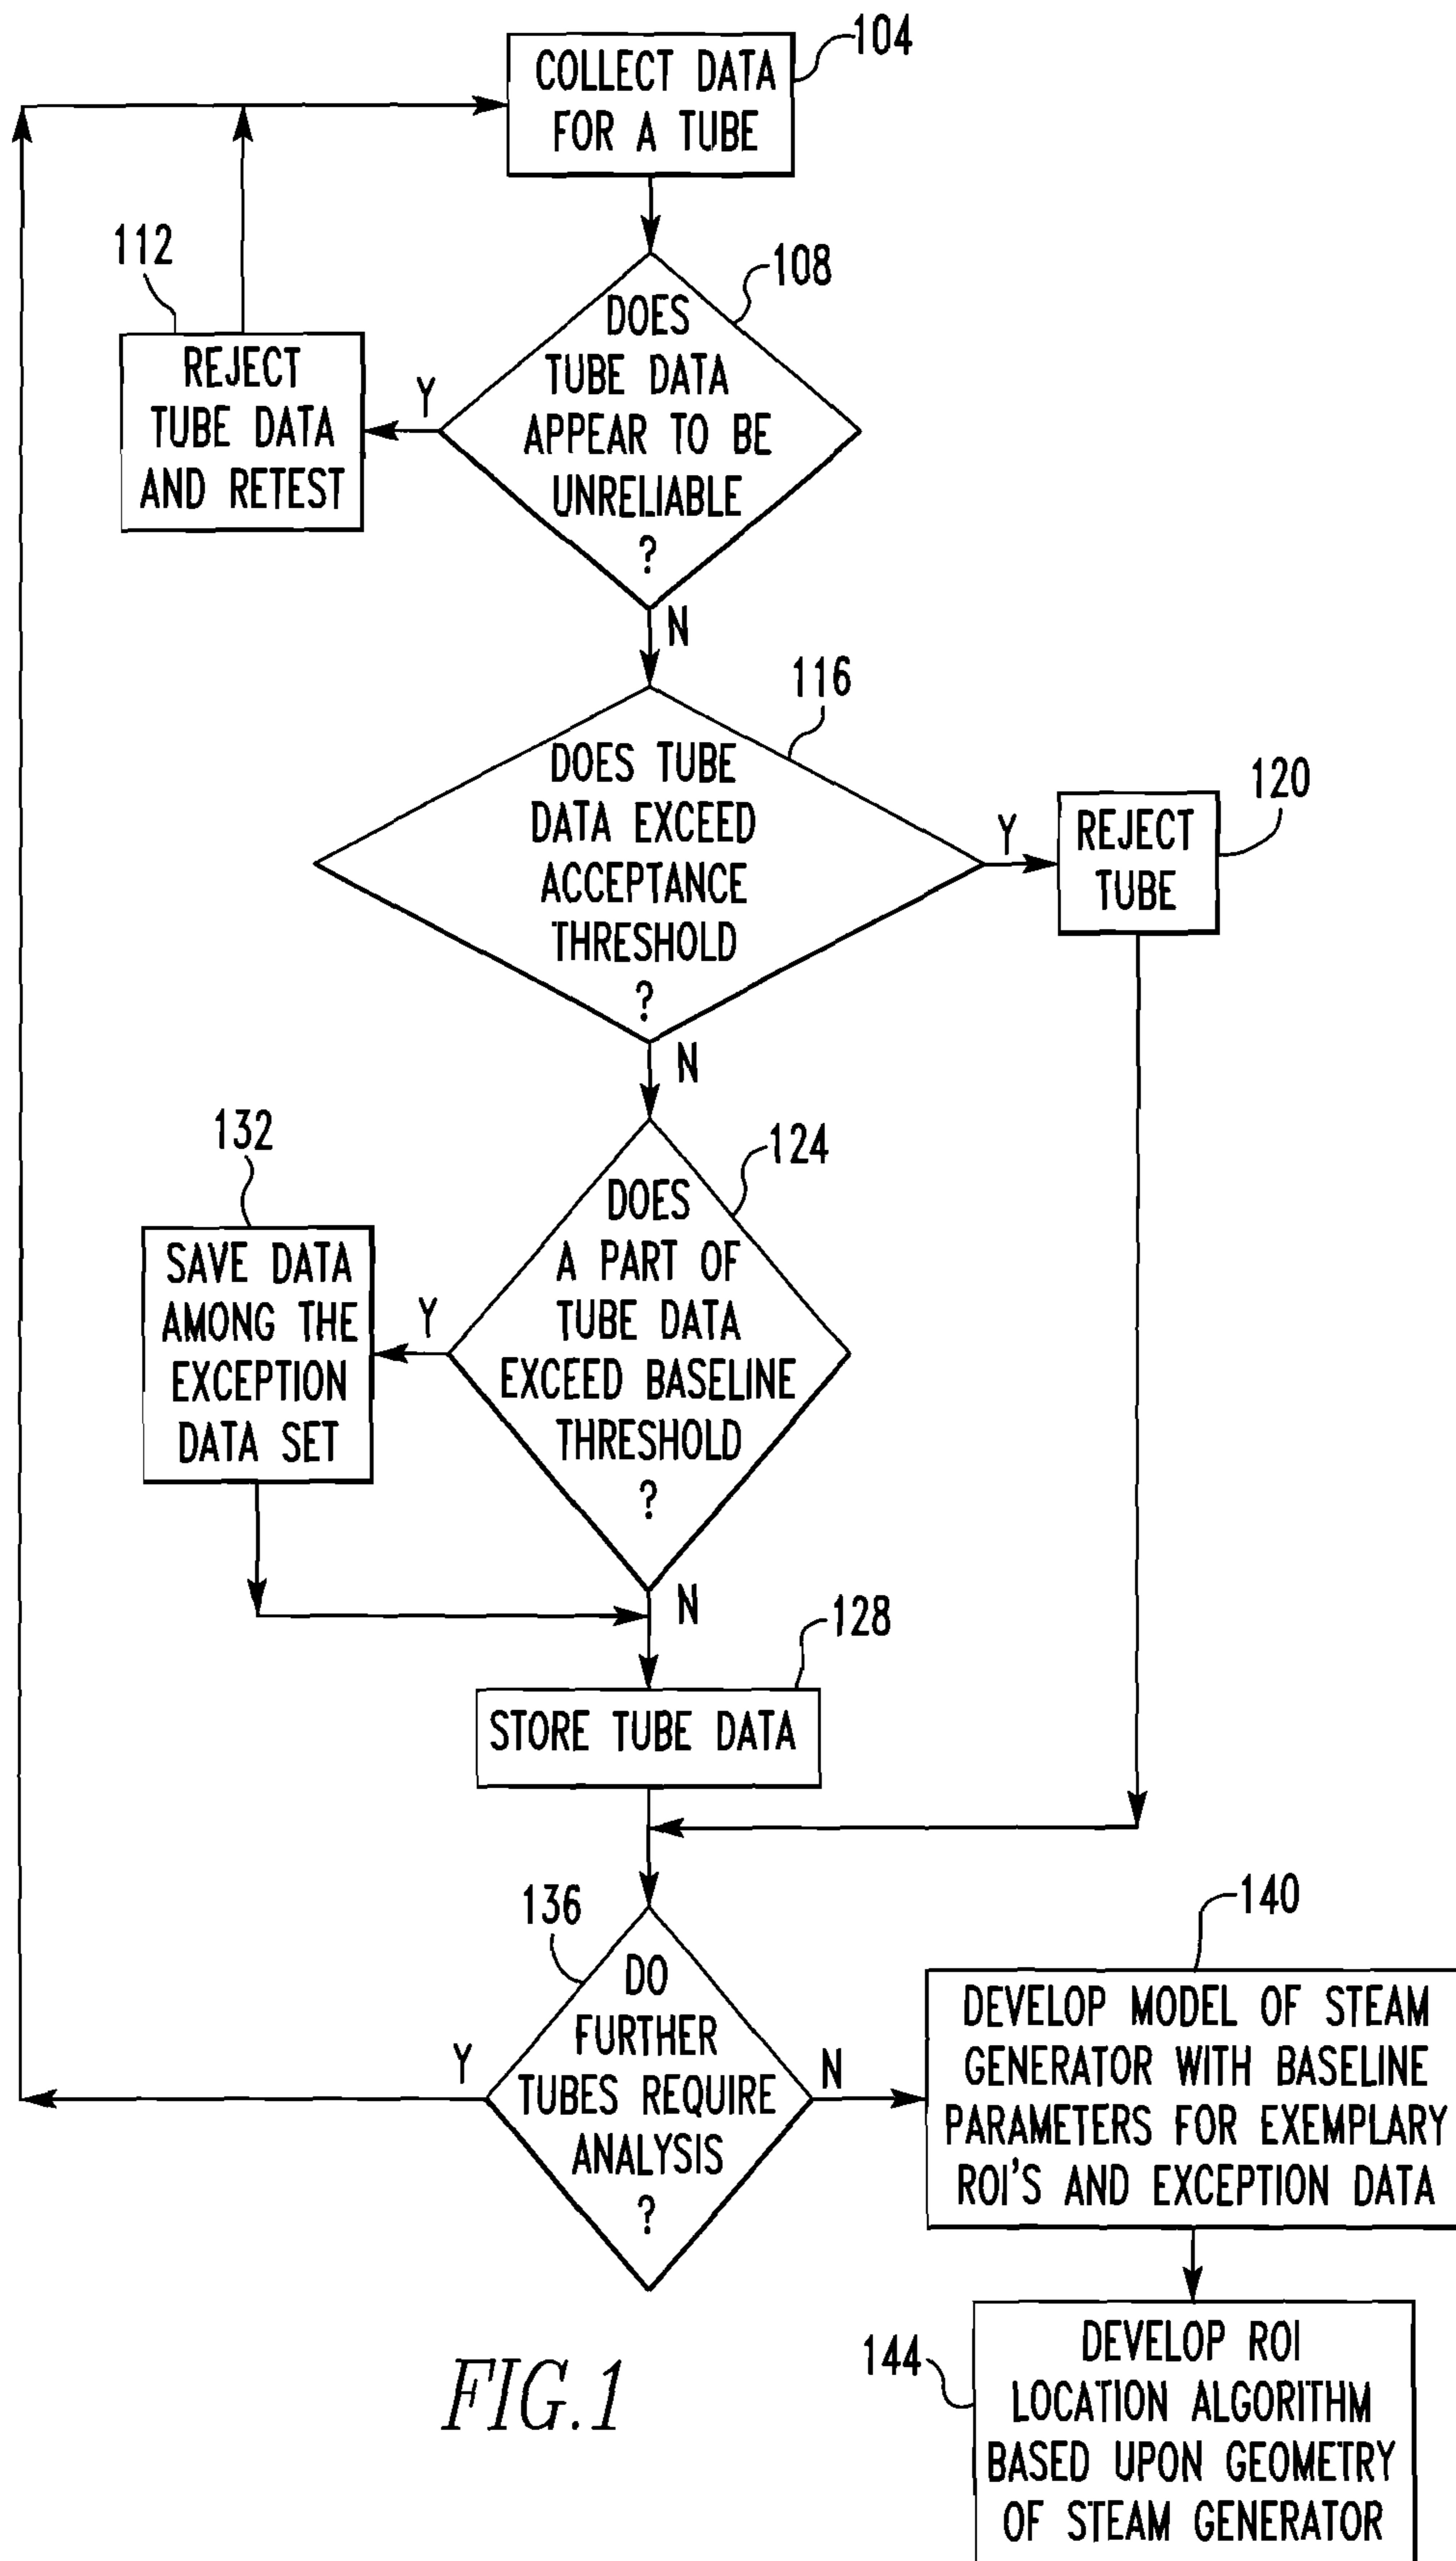 104
COLLECT DATA
FOR A TUBE
108
DOES
TUBE DATA
APPEAR TO BE
UNRELIABLE
?
Y
112
REJECT
TUBE DATA
AND RETEST
N
116
DOES TUBE
DATA EXCEED
ACCEPTANCE
THRESHOLD
?
Y
120
REJECT
TUBE
N
124
DOES
A PART OF
TUBE DATA
EXCEED BASELINE
THRESHOLD
?
Y
132
SAVE DATA
AMONG THE
EXCEPTION
DATA SET
N
128
STORE TUBE DATA
136
DO
FURTHER
TUBES REQUIRE
ANALYSIS
?
Y
N
140
DEVELOP MODEL OF STEAM
GENERATOR WITH BASELINE
PARAMETERS FOR EXEMPLARY
ROI'S AND EXCEPTION DATA
144
DEVELOP ROI
LOCATION ALGORITHM
BASED UPON GEOMETRY
OF STEAM GENERATOR
FIG.1